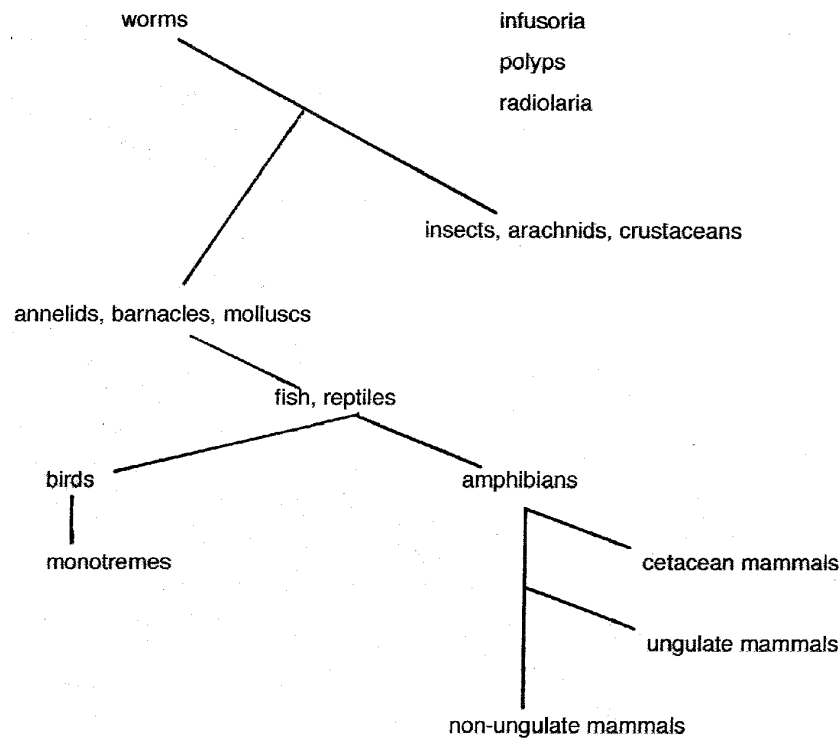 worms
infusoria
polyps
radiolaria
insects, arachnids, crustaceans
annelids, barnacles, molluscs
fish, reptiles
birds
amphibians
monotremes
cetacean mammals
ungulate mammals
non-ungulate mammals